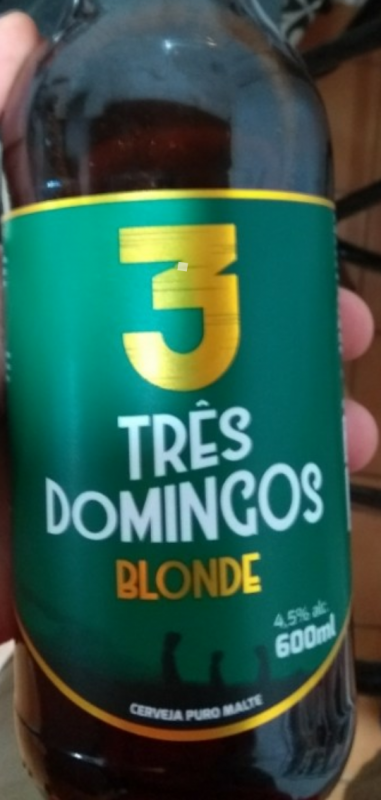 3
TRÊS
DOMINGOS
BLONDE
4,5% alc.
600ml
CERVEJA PURO MALTE